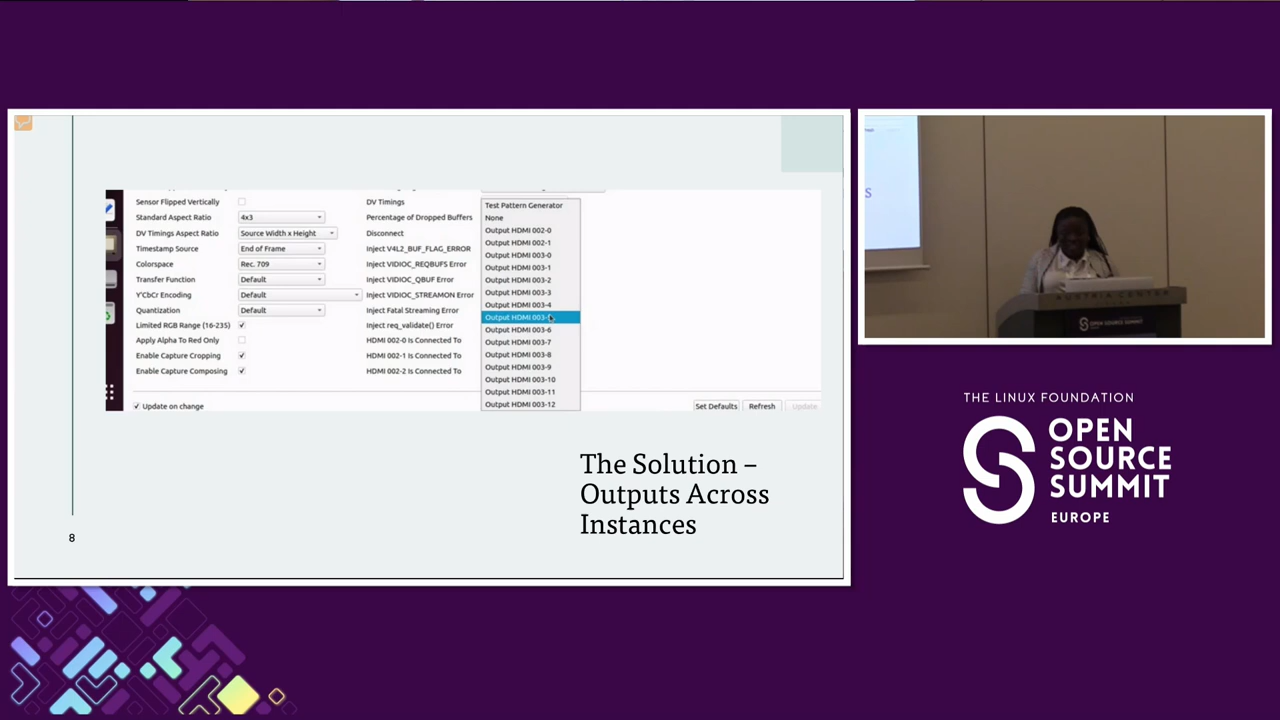 Sensor Flipped Vertically
Standard Aspect Ratio 4x3
DV Timings Aspect Ratio Source Width x Height
Timestamp Source End of Frame
Colorspace Rec. 709
Transfer Function Default
Y'CbCr Encoding Default
Quantization Default
Limited RGB Range (16-235)
Apply Alpha To Red Only
Enable Capture Cropping
Enable Capture Composing
Update on change
DV Timings
Percentage of Dropped Buffers
Disconnect
Inject V4L2_BUF_FLAG_ERROR
Inject VIDIOC_REQBUFS Error
Inject VIDIOC_QBUF Error
Inject VIDIOC_STREAMON Error
Inject Fatal Streaming Error
Inject req_validate() Error
HDMI 002-0 Is Connected To
HDMI 002-1 Is Connected To
HDMI 002-2 Is Connected To
Test Pattern Generator
None
Output HDMI 002-0
Output HDMI 002-1
Output HDMI 003-0
Output HDMI 003-1
Output HDMI 003-2
Output HDMI 003-3
Output HDMI 003-4
Output HDMI
Output HDMI 003-6
Output HDMI 003-7
Output HDMI 003-8
Output HDMI 003-9
Output HDMI 003-10
Output HDMI 003-11
Output HDMI 003-12
Set Defaults Refresh Update
The Solution –
Outputs Across
Instances
8
AUSTRIA CENTER
OPEN SOURCE SUMMIT
THE LINUX FOUNDATION
OPEN
SOURCE
SUMMIT
EUROPE